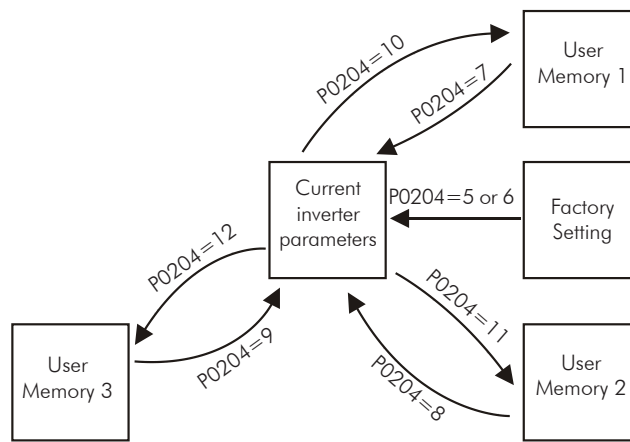 P0204=10
User
Memory 1
P0204=7
Current
inverter
parameters
P0204=5 or 6
Factory
Setting
P0204=12
P0204=11
User
Memory 3
P0204=9
P0204=8
User
Memory 2